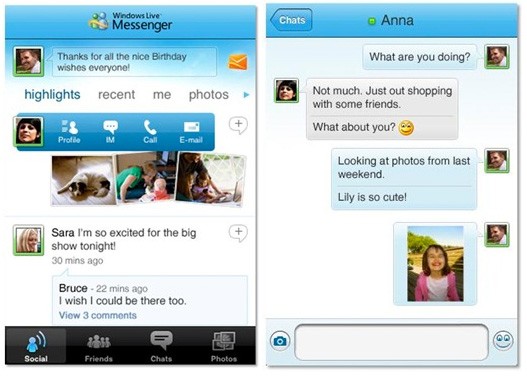 Windows Live™
Messenger
Thanks for all the nice Birthday
wishes everyone!
highlights recent me photos
Profile IM Call E-mail
Sara I'm so excited for the big
show tonight!
30 mins ago
Bruce - 22 mins ago
I wish I could be there too.
View 3 comments
Social Friends Chats Photos
Chats
Anna
What are you doing?
Not much. Just out shopping
with some friends.
What about you?
Looking at photos from last
weekend.
Lily is so cute!